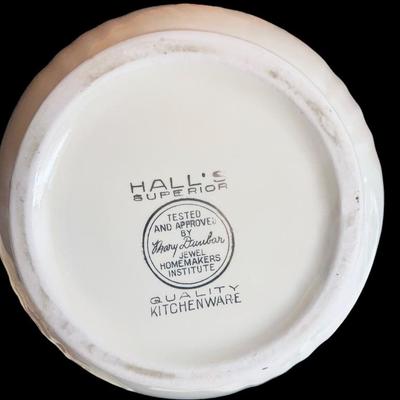 HALL'S
SUPERIOR
TESTED
AND APPROVED
BY
Mary Dunbar
JEWEL
HOMEMAKERS
INSTITUTE
QUALITY
KITCHENWARE